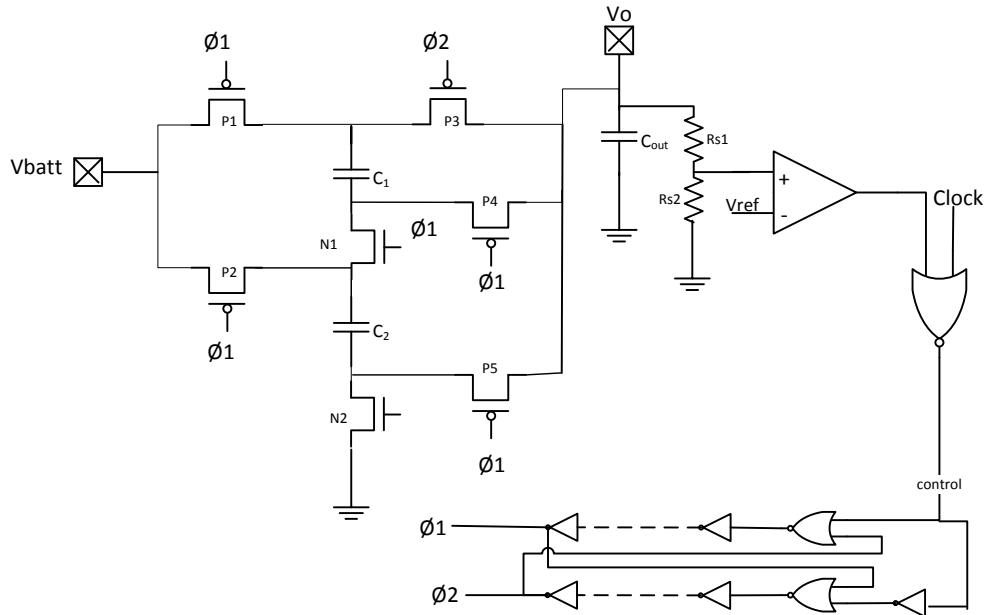 Vo
Ø1
Ø2
P1
P3
Vbatt
C1
Cout
Rs1
+
Rs2
Vref
-
Clock
P4
N1
Ø1
P2
Ø1
Ø1
C2
P5
N2
Ø1
control
Ø1
Ø2